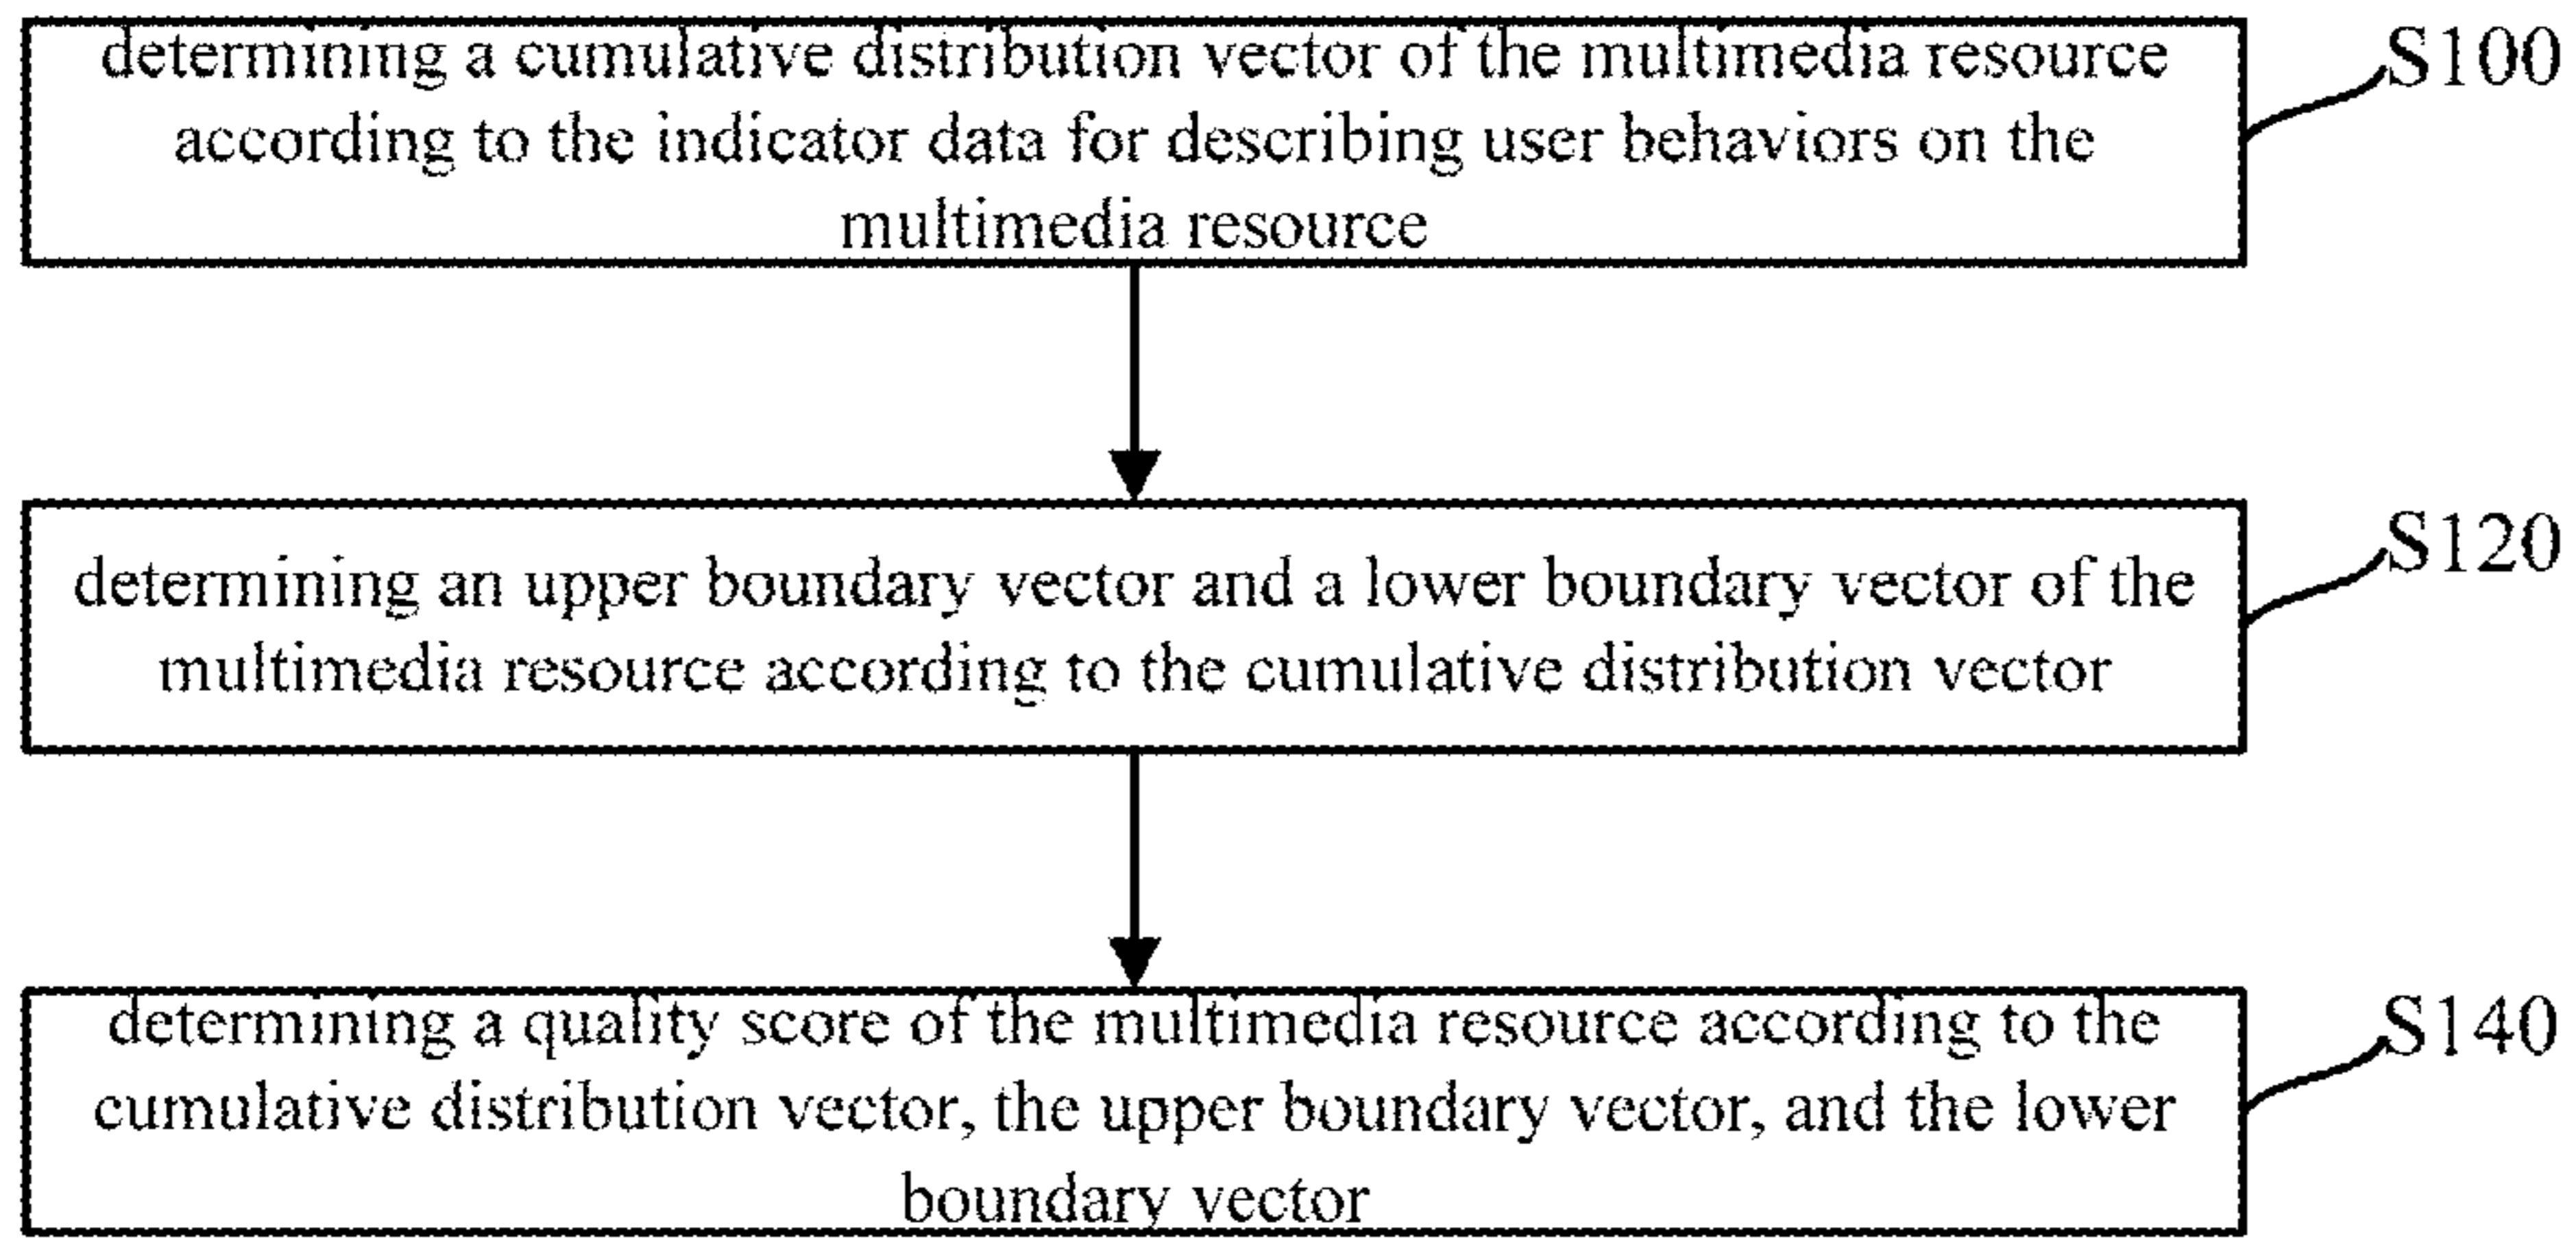 determining a cumulative distribution vector of the multimedia resource
according to the indicator data for describing user behaviors on the
multimedia resource
S100
determining an upper boundary vector and a lower boundary vector of the
multimedia resource according to the cumulative distribution vector
S120
determining a quality score of the multimedia resource according to the
cumulative distribution vector, the upper boundary vector, and the lower
boundary vector
S140